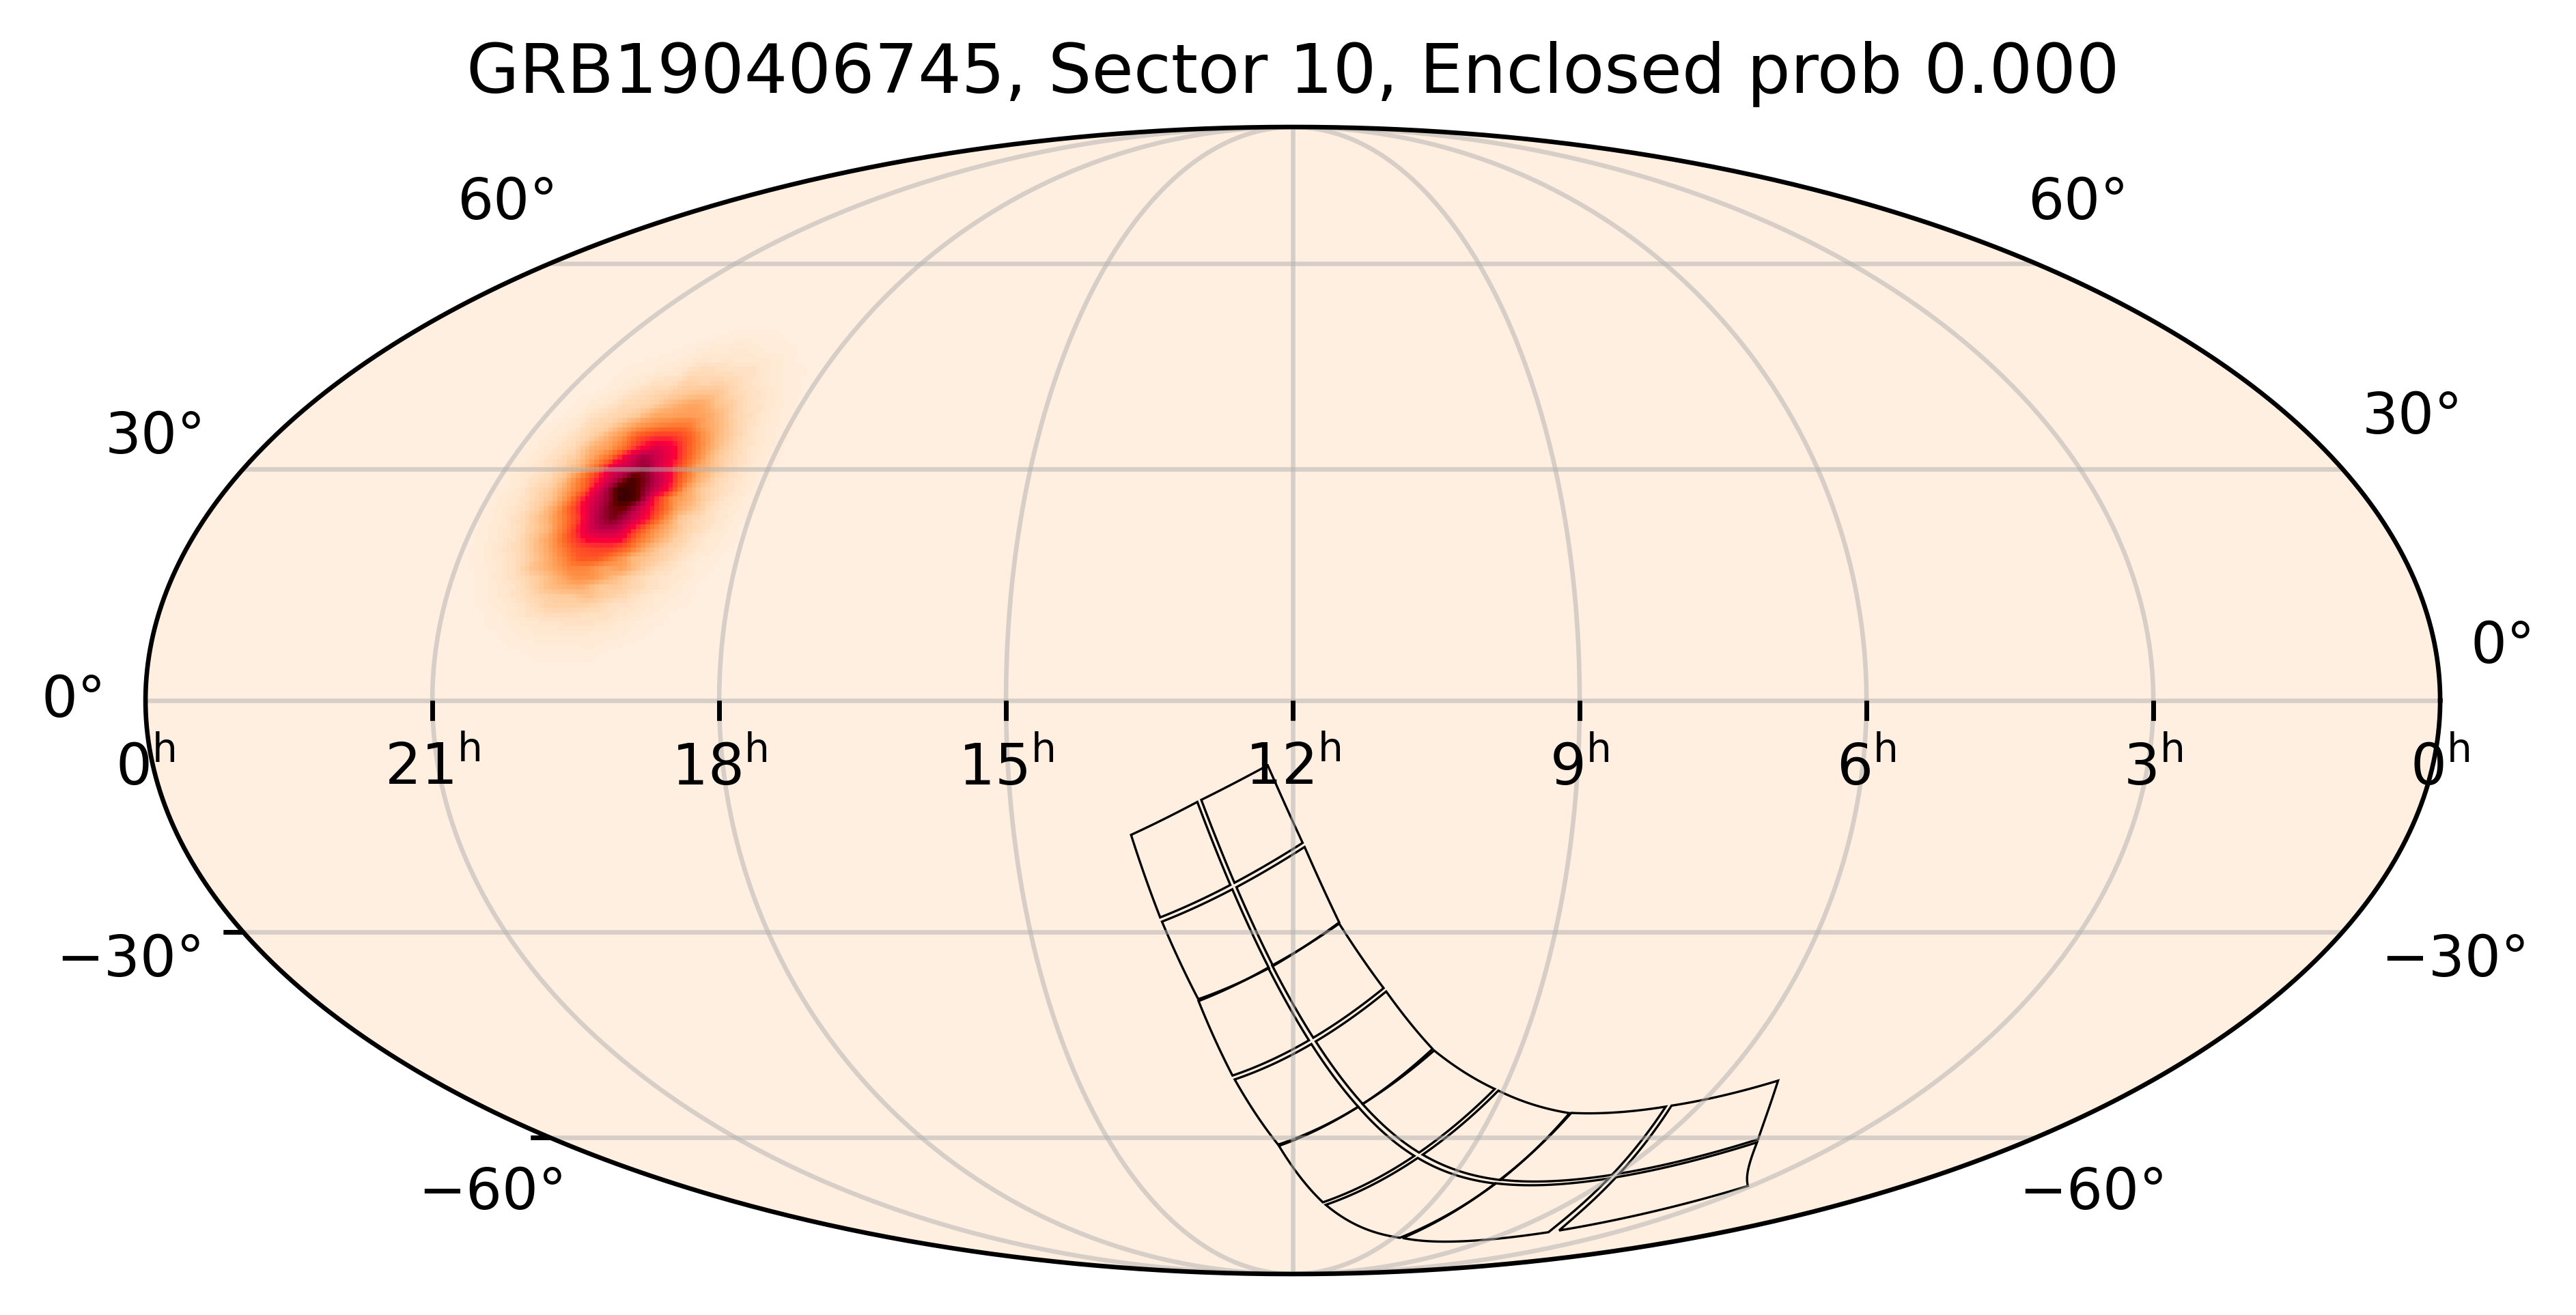 GRB190406745, Sector 10, Enclosed prob 0.000
60° 60°
30° 30°
0° 0°
0ʰ 21ʰ 18ʰ 15ʰ 12ʰ 9ʰ 6ʰ 3ʰ 0ʰ
−30° −30°
−60° −60°